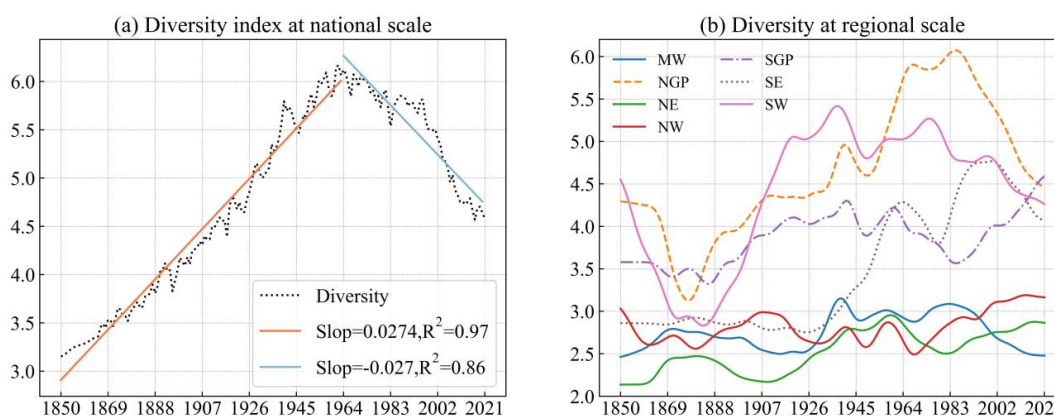 (a) Diversity index at national scale
6.0
5.5
5.0
4.5
4.0
3.5
3.0
Diversity
Slop=0.0274,R²=0.97
Slop=-0.027,R²=0.86
1850 1869 1888 1907 1926 1945 1964 1983 2002 2021
(b) Diversity at regional scale
6.0
5.5
5.0
4.5
4.0
3.5
3.0
2.5
2.0
MW
NGP
NE
NW
SGP
SE
SW
1850 1869 1888 1907 1926 1945 1964 1983 2002 202